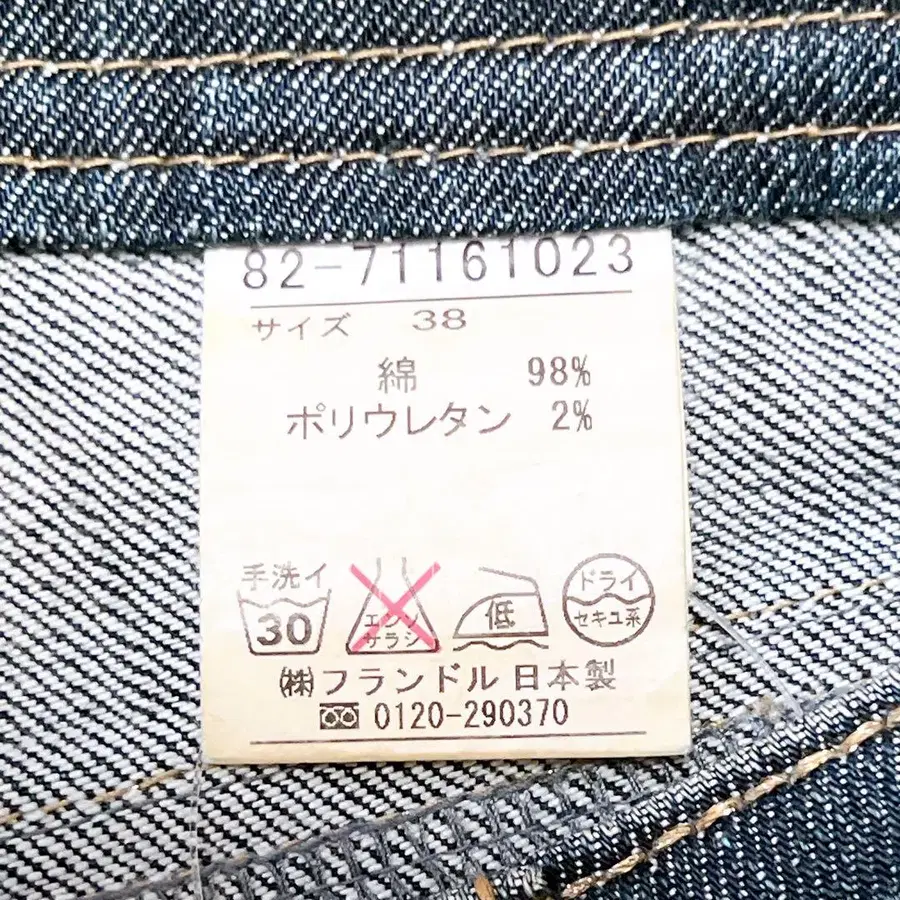 82-71161023
サイズ 38
綿 98%
ポリウレタン 2%
手洗イ
30
エンソ
サラシ
低
ドライ
セキユ系
㈱フランドル 日本製
0120-290370